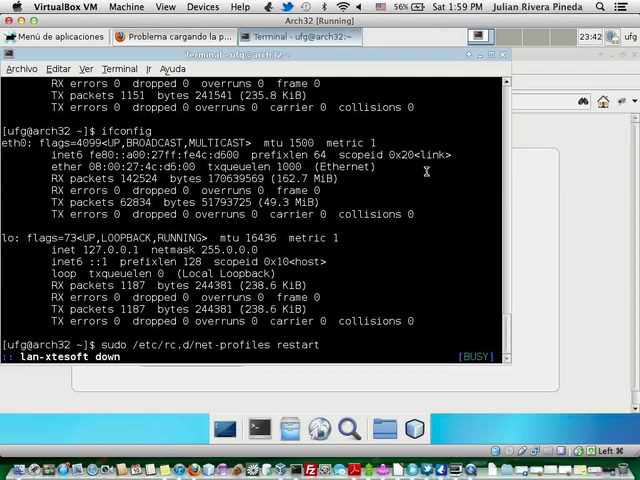 VirtualBox VM Machine View Devices Help 56% Sat 1:59 PM Julian Rivera Pineda
Arch32 [Running]
Menú de aplicaciones Problema cargando la p... Terminal - ufg@arch32:~ 23:42 ufg
Terminal - ufg@arch32:~
Archivo Editar Ver Terminal Ir Ayuda
RX errors 0 dropped 0 overruns 0 frame 0
TX packets 1151 bytes 241541 (235.8 KiB)
TX errors 0 dropped 0 overruns 0 carrier 0 collisions 0
[ufg@arch32 ~]$ ifconfig
eth0: flags=4099<UP,BROADCAST,MULTICAST> mtu 1500 metric 1
inet6 fe80::a00:27ff:fe4c:d600 prefixlen 64 scopeid 0x20<link>
ether 08:00:27:4c:d6:00 txqueuelen 1000 (Ethernet)
RX packets 142524 bytes 170639569 (162.7 MiB)
RX errors 0 dropped 0 overruns 0 frame 0
TX packets 62834 bytes 51793725 (49.3 MiB)
TX errors 0 dropped 0 overruns 0 carrier 0 collisions 0
lo: flags=73<UP,LOOPBACK,RUNNING> mtu 16436 metric 1
inet 127.0.0.1 netmask 255.0.0.0
inet6 ::1 prefixlen 128 scopeid 0x10<host>
loop txqueuelen 0 (Local Loopback)
RX packets 1187 bytes 244381 (238.6 KiB)
RX errors 0 dropped 0 overruns 0 frame 0
TX packets 1187 bytes 244381 (238.6 KiB)
TX errors 0 dropped 0 overruns 0 carrier 0 collisions 0
[ufg@arch32 ~]$ sudo /etc/rc.d/net-profiles restart
:: lan-xtesoft down [BUSY]
Left ⌘